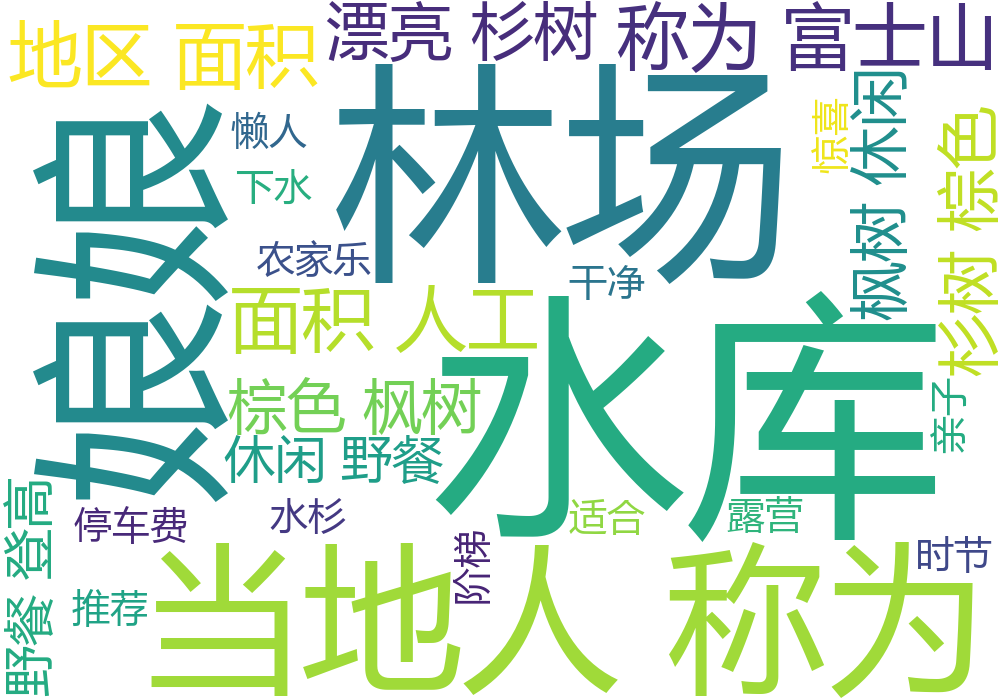 地区 面积
漂亮 杉树
称为 富士山
林场
娘娘
懒人
下水
农家乐
惊喜
枫树 休闲
杉树 棕色
干净
面积 人工
水库
棕色 枫树
休闲 野餐
亲子
野餐 登高
停车费
水杉
适合
露营
阶梯
时节
推荐
当地人 称为